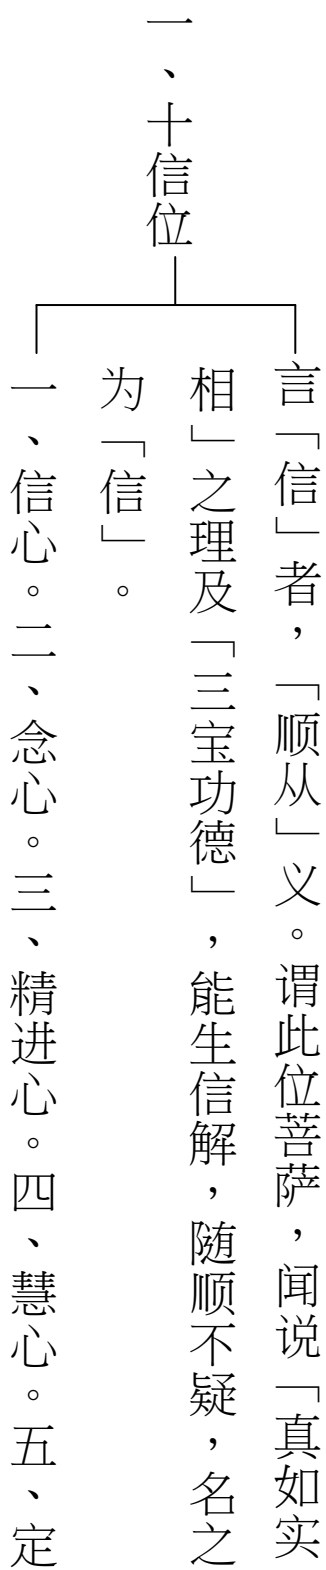 一、十信位
言「信」者，「顺从」义。谓此位菩萨，闻说「真如实
相」之理及「三宝功德」，能生信解，随顺不疑，名之
为「信」。
一、信心。二、念心。三、精进心。四、慧心。五、定